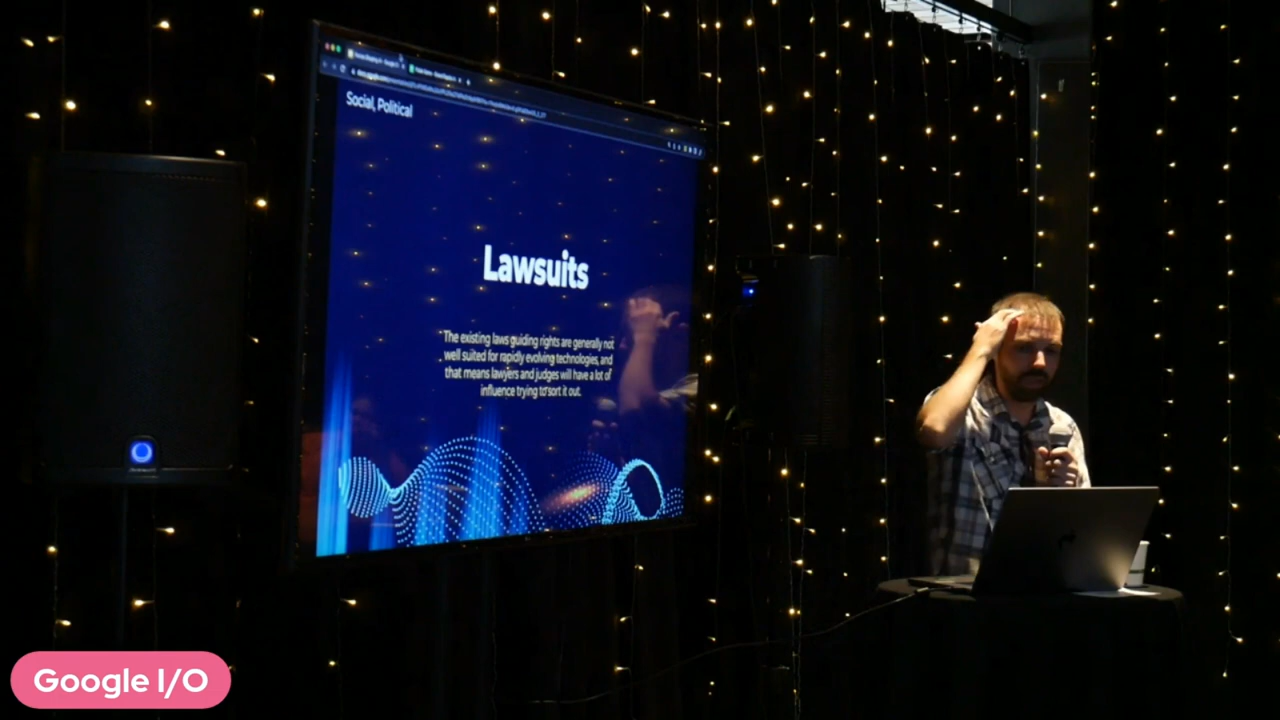 Social, Political
Lawsuits
The existing laws guiding rights are generally not
well suited for rapidly evolving technologies, and
that means lawyers and judges will have a lot of
influence trying to sort it out.
Google I/O